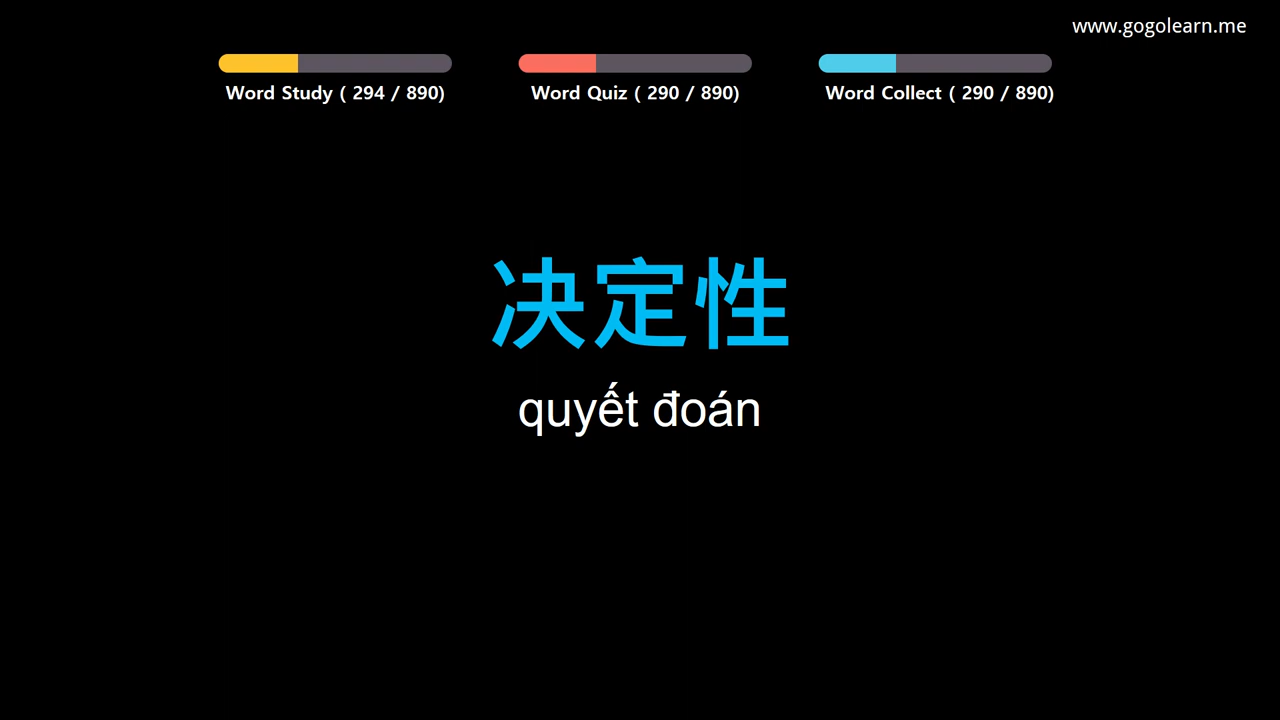 www.gogolearn.me
Word Study ( 294 / 890)
Word Quiz ( 290 / 890)
Word Collect ( 290 / 890)
决定性
quyết đoán